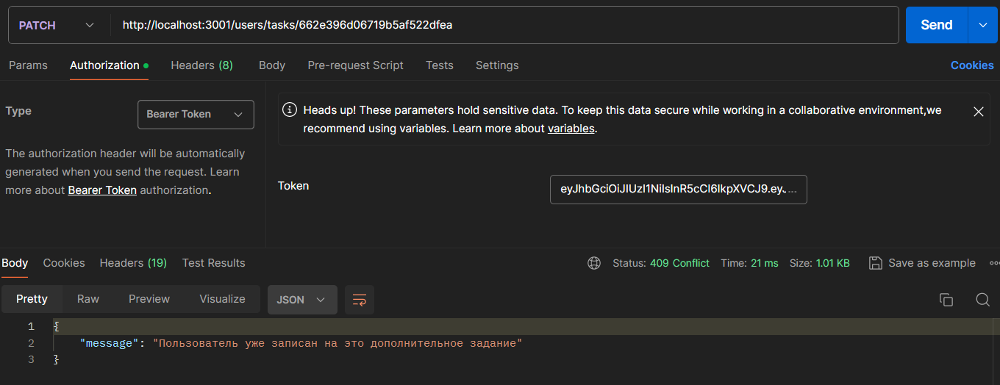 PATCH http://localhost:3001/users/tasks/662e396d06719b5af522dfea Send
Params Authorization Headers (8) Body Pre-request Script Tests Settings Cookies
Type Bearer Token
The authorization header will be automatically
generated when you send the request. Learn
more about Bearer Token authorization.
Heads up! These parameters hold sensitive data. To keep this data secure while working in a collaborative environment,we
recommend using variables. Learn more about variables.
Token eyJhbGciOiJIUzI1NiIsInR5cCI6IkpXVCJ9.eyJ...
Body Cookies Headers (19) Test Results Status: 409 Conflict Time: 21 ms Size: 1.01 KB Save as example
Pretty Raw Preview Visualize JSON
1 {
2 "message": "Пользователь уже записан на это дополнительное задание"
3 }